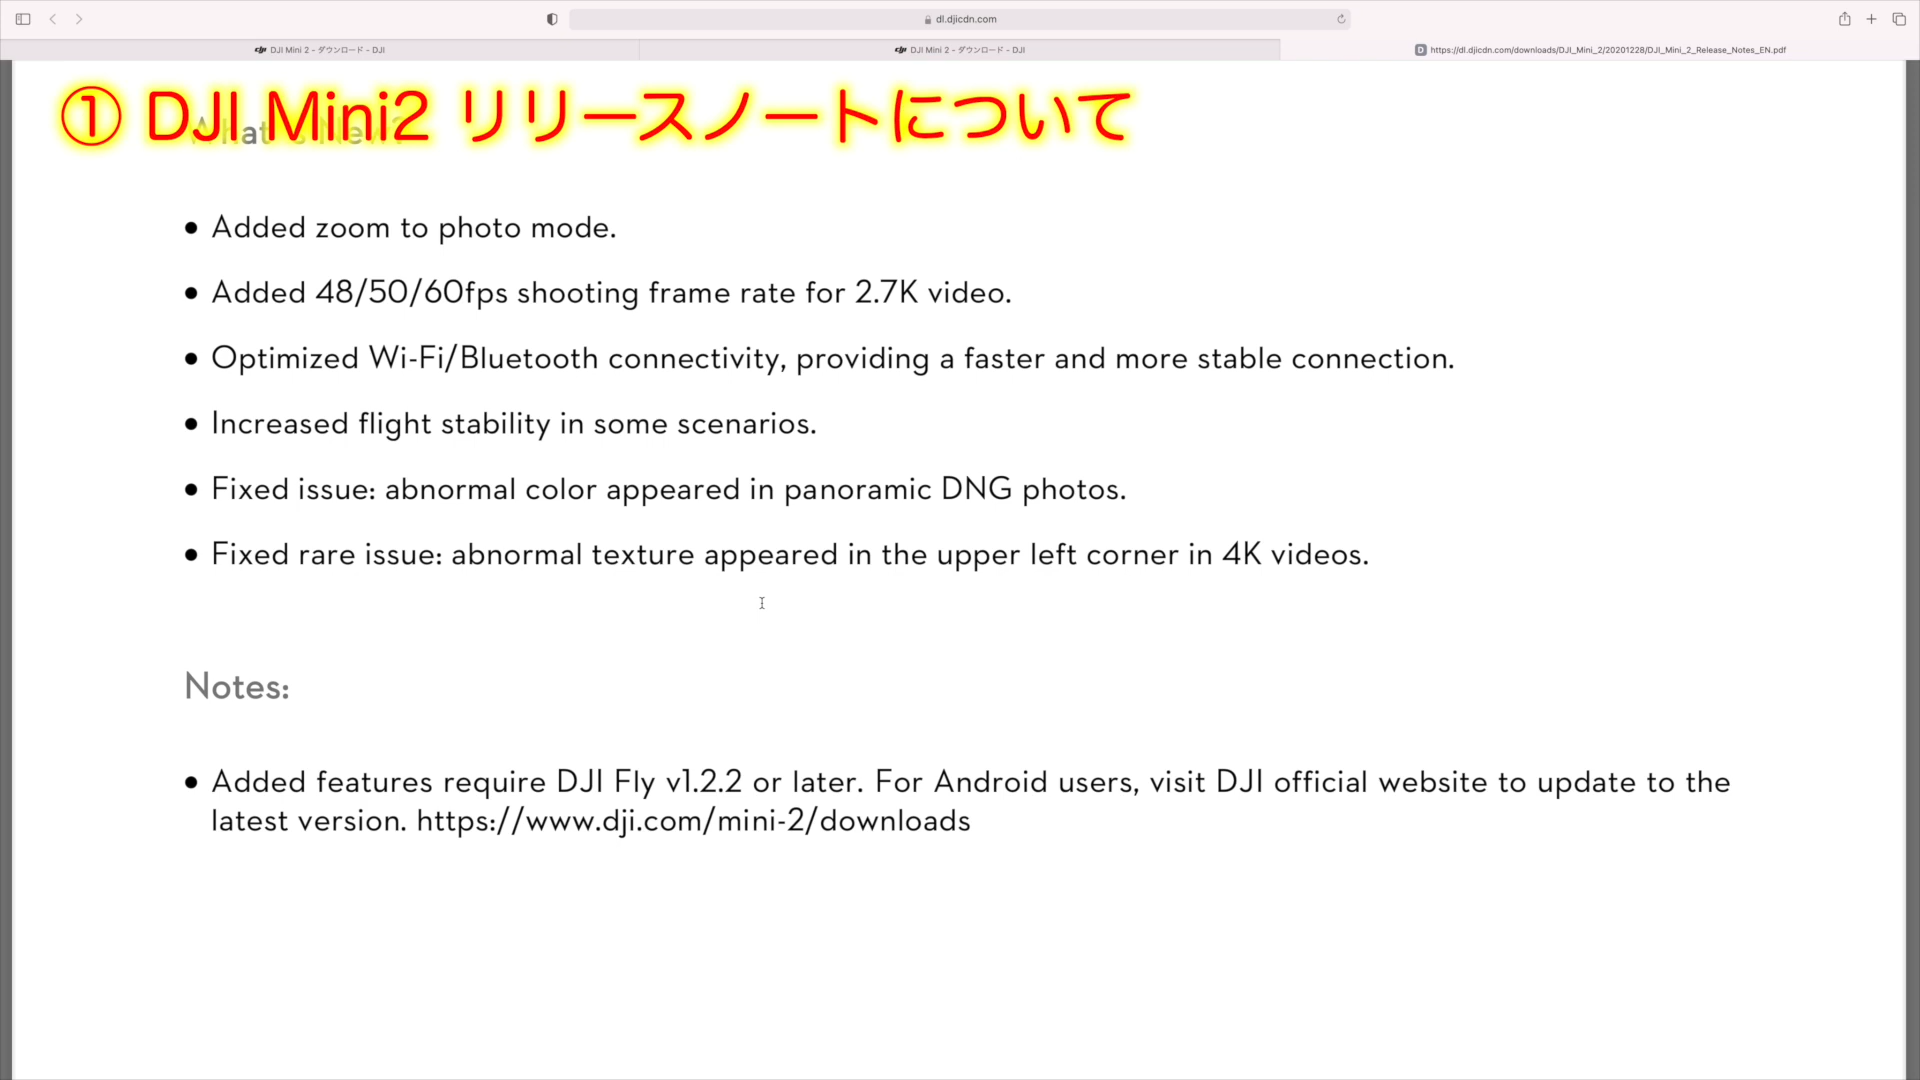 dl.djicdn.com
DJI Mini 2 - ダウンロード - DJI
DJI Mini 2 - ダウンロード - DJI
D https://dl.djicdn.com/downloads/DJI_Mini_2/20201228/DJI_Mini_2_Release_Notes_EN.pdf
① DJI Mini2 リリースノートについて
What's New?
● Added zoom to photo mode.
● Added 48/50/60fps shooting frame rate for 2.7K video.
● Optimized Wi-Fi/Bluetooth connectivity, providing a faster and more stable connection.
● Increased flight stability in some scenarios.
● Fixed issue: abnormal color appeared in panoramic DNG photos.
● Fixed rare issue: abnormal texture appeared in the upper left corner in 4K videos.
Notes:
● Added features require DJI Fly v1.2.2 or later. For Android users, visit DJI official website to update to the
latest version. https://www.dji.com/mini-2/downloads